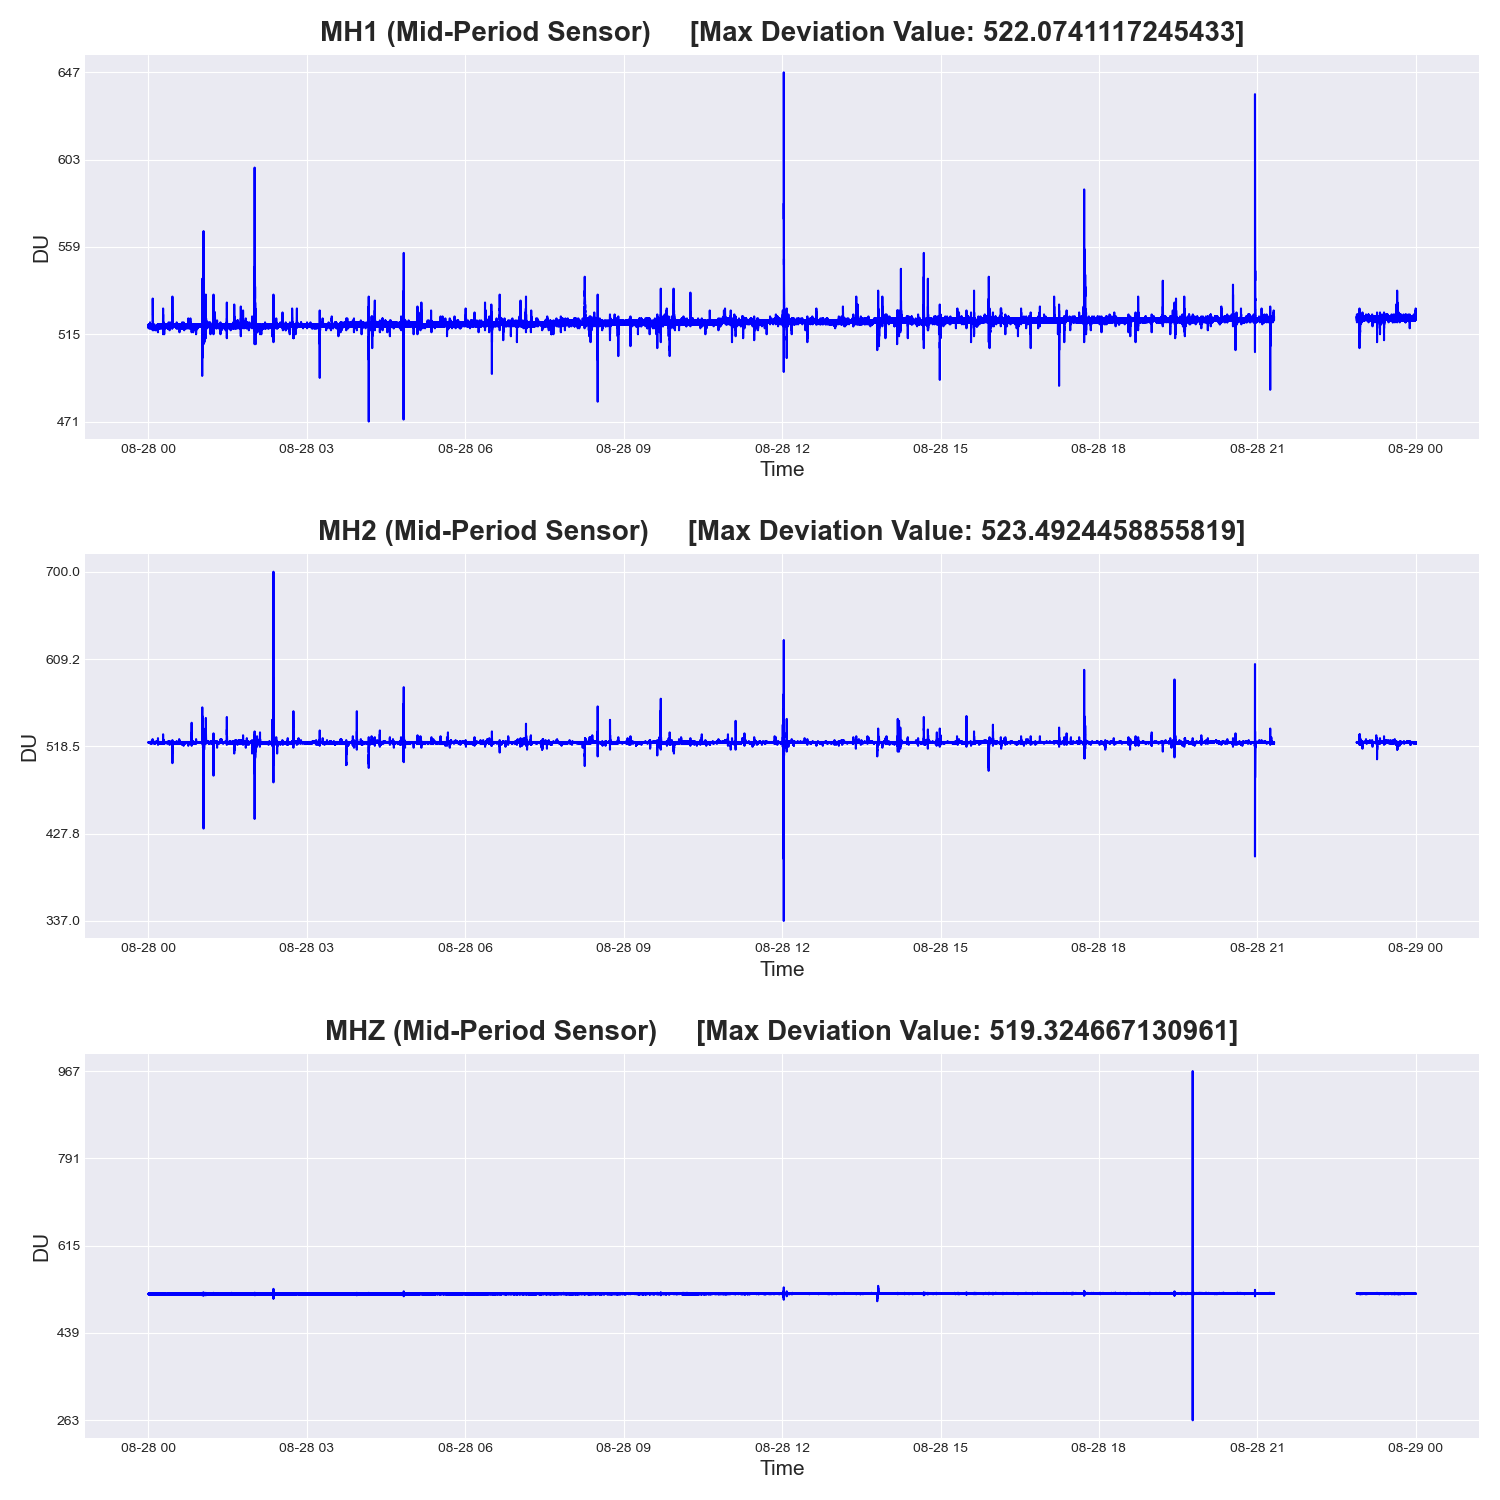 MH1 (Mid-Period Sensor) [Max Deviation Value: 522.0741117245433]
647
603
559
515
471
DU
08-28 00 08-28 03 08-28 06 08-28 09 08-28 12 08-28 15 08-28 18 08-28 21 08-29 00
Time
MH2 (Mid-Period Sensor) [Max Deviation Value: 523.4924458855819]
700.0
609.2
518.5
427.8
337.0
DU
08-28 00 08-28 03 08-28 06 08-28 09 08-28 12 08-28 15 08-28 18 08-28 21 08-29 00
Time
MHZ (Mid-Period Sensor) [Max Deviation Value: 519.3246671130961]
967
791
615
439
263
DU
08-28 00 08-28 03 08-28 06 08-28 09 08-28 12 08-28 15 08-28 18 08-28 21 08-29 00
Time